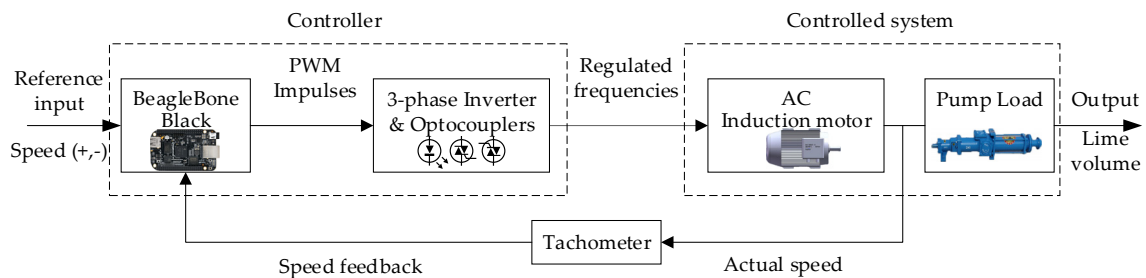 Controller
Controlled system
Reference
input
Speed (+,-)
BeagleBone
Black
PWM
Impulses
3-phase Inverter
& Optocouplers
Regulated
frequencies
AC
Induction motor
Pump Load
Output
Lime
volume
Tachometer
Speed feedback
Actual speed